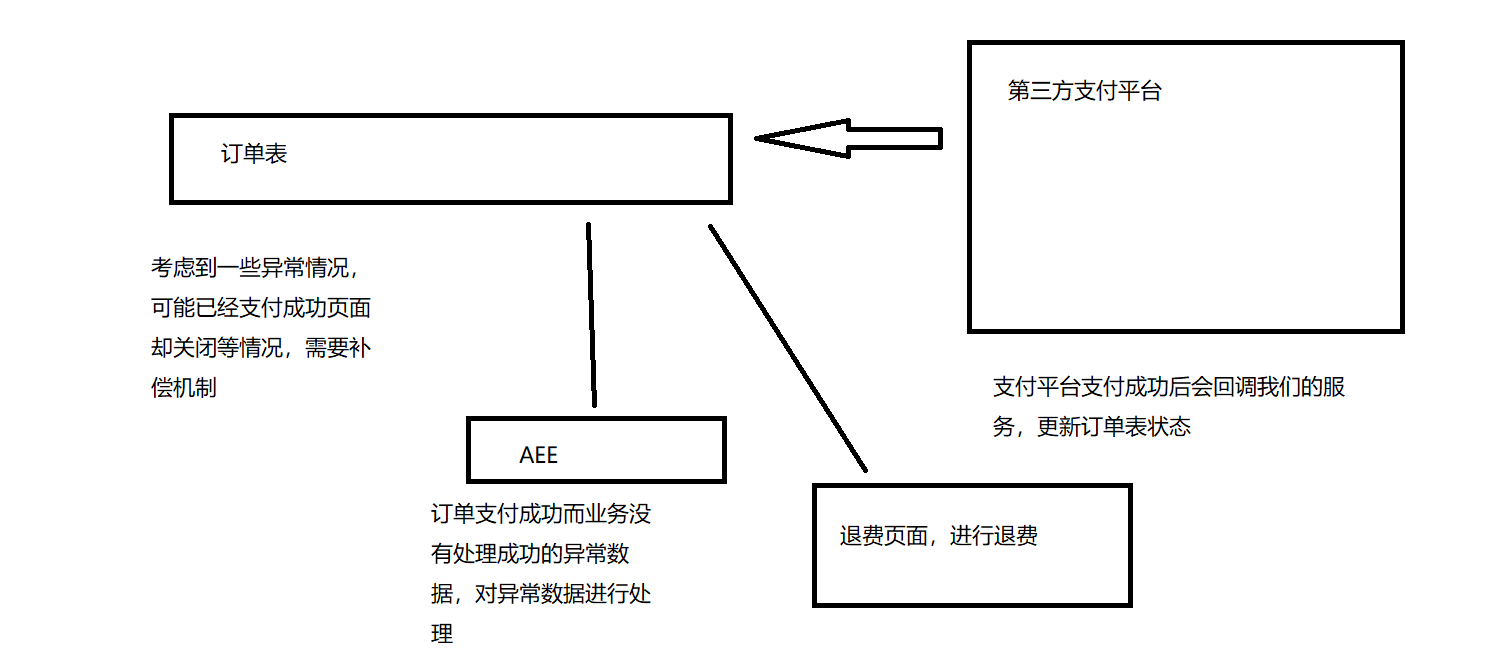 第三方支付平台
订单表
考虑到一些异常情况，
可能已经支付成功页面
却关闭等情况，需要补
偿机制
支付平台支付成功后会回调我们的服
务，更新订单表状态
AEE
订单支付成功而业务没
有处理成功的异常数
据，对异常数据进行处
理
退费页面，进行退费